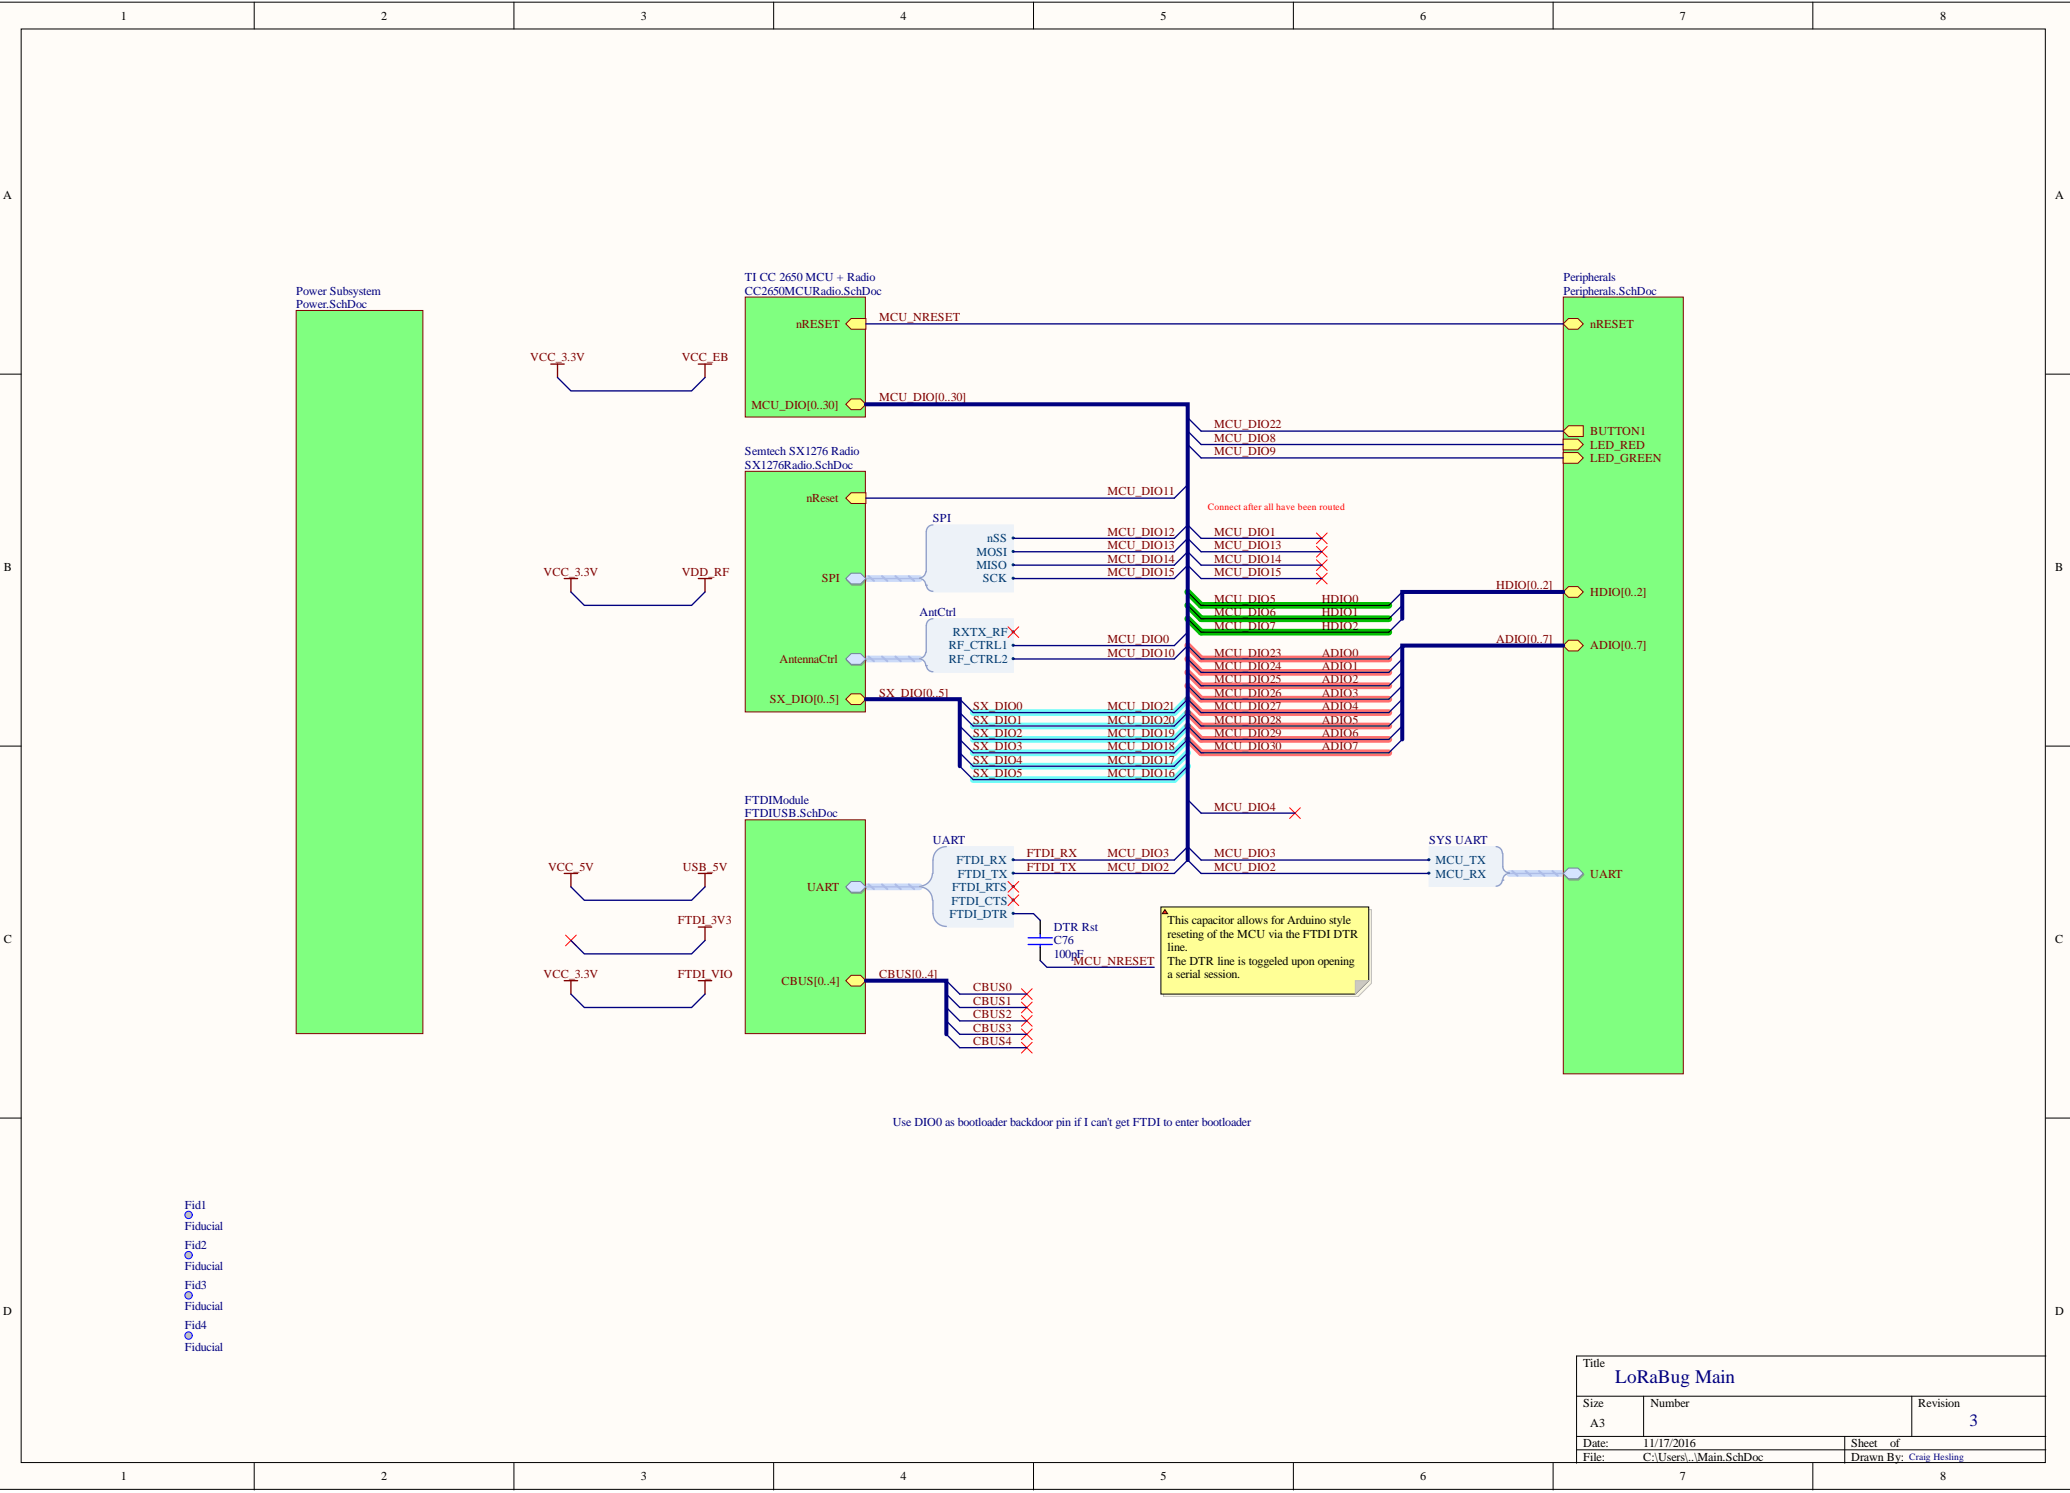 1 2 3 4 5 6 7 8
A A
B B
C C
D D
Power Subsystem
Power.SchDoc
VCC_3.3V VCC_EB
VCC_3.3V VDD_RF
VCC_5V USB_5V
FTDI_3V3
VCC_3.3V FTDI_VIO
TI CC 2650 MCU + Radio
CC2650MCURadio.SchDoc
nRESET MCU_NRESET
MCU_DIO[0..30] MCU_DIO[0..30]
Semtech SX1276 Radio
SX1276Radio.SchDoc
nReset MCU_DIO11
SPI
nSS MCU_DIO12
MOSI MCU_DIO13
MISO MCU_DIO14
SCK MCU_DIO15
SPI
AntCtrl
RXTX_RF
RF_CTRL1 MCU_DIO0
RF_CTRL2 MCU_DIO10
AntennaCtrl
SX_DIO[0..5] SX_DIO[0..5]
SX_DIO0 MCU_DIO21
SX_DIO1 MCU_DIO20
SX_DIO2 MCU_DIO19
SX_DIO3 MCU_DIO18
SX_DIO4 MCU_DIO17
SX_DIO5 MCU_DIO16
FTDIModule
FTDIUSB.SchDoc
UART
FTDI_RX FTDI_RX MCU_DIO3
FTDI_TX FTDI_TX MCU_DIO2
FTDI_RTS
FTDI_CTS
FTDI_DTR
UART
DTR Rst
C76
100pF
MCU_NRESET
CBUS[0..4] CBUS[0..4]
CBUS0
CBUS1
CBUS2
CBUS3
CBUS4
MCU_DIO22
MCU_DIO8
MCU_DIO9
Connect after all have been routed
MCU_DIO1
MCU_DIO13
MCU_DIO14
MCU_DIO15
MCU_DIO5 HDIO0
MCU_DIO6 HDIO1
MCU_DIO7 HDIO2
MCU_DIO23 ADIO0
MCU_DIO24 ADIO1
MCU_DIO25 ADIO2
MCU_DIO26 ADIO3
MCU_DIO27 ADIO4
MCU_DIO28 ADIO5
MCU_DIO29 ADIO6
MCU_DIO30 ADIO7
MCU_DIO4
SYS UART
MCU_DIO3 MCU_TX
MCU_DIO2 MCU_RX
This capacitor allows for Arduino style
reseting of the MCU via the FTDI DTR
line.
The DTR line is toggeled upon opening
a serial session.
Peripherals
Peripherals.SchDoc
nRESET
BUTTON1
LED_RED
LED_GREEN
HDIO[0..2] HDIO[0..2]
ADIO[0..7] ADIO[0..7]
UART
Use DIO0 as bootloader backdoor pin if I can't get FTDI to enter bootloader
Fid1
Fiducial
Fid2
Fiducial
Fid3
Fiducial
Fid4
Fiducial
Title
LoRaBug Main
Size Number Revision
A3 3
Date: 11/17/2016 Sheet of
File: C:\Users\..\Main.SchDoc Drawn By: Craig Hesling
1 2 3 4 5 6 7 8